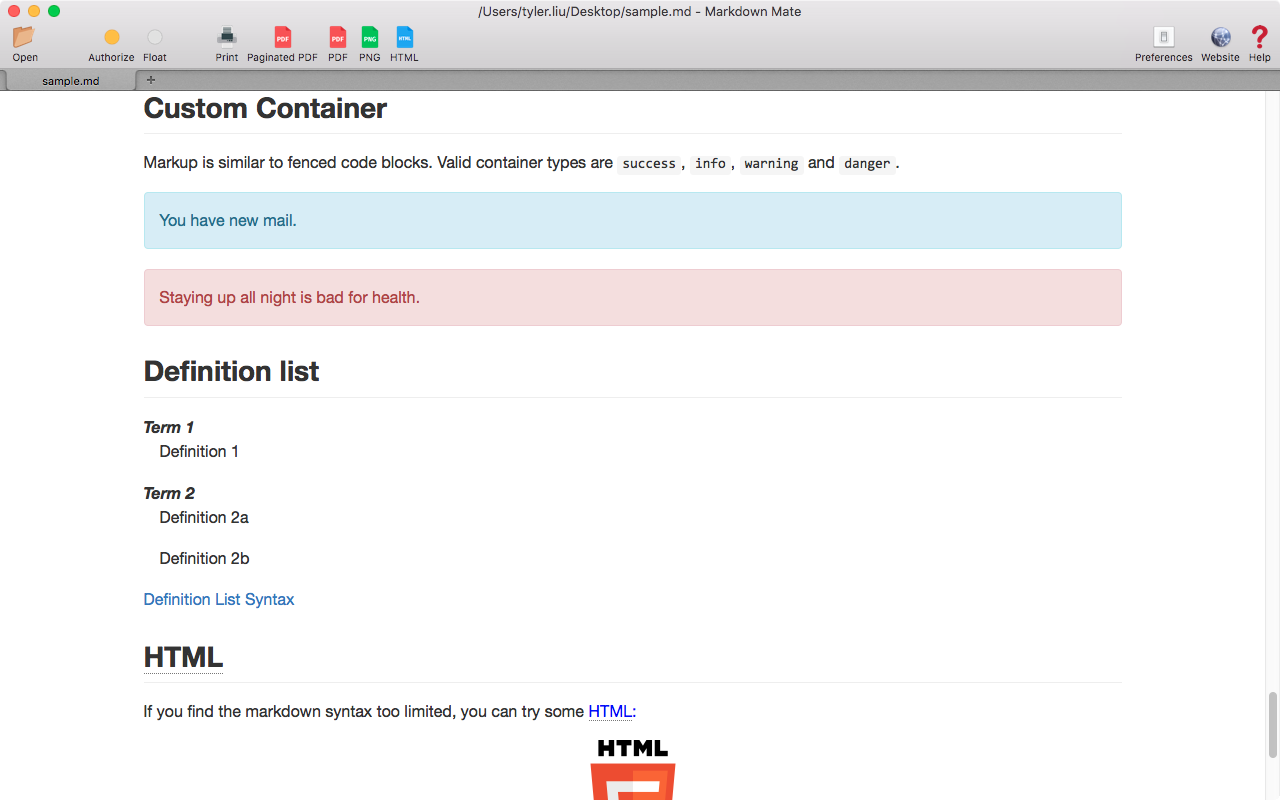 /Users/tyler.liu/Desktop/sample.md - Markdown Mate
Open Authorize Float Print Paginated PDF PDF PNG HTML Preferences Website Help
PDF PDF PNG HTML
sample.md +
Custom Container
Markup is similar to fenced code blocks. Valid container types are success, info, warning and danger.
You have new mail.
Staying up all night is bad for health.
Definition list
Term 1
Definition 1
Term 2
Definition 2a
Definition 2b
Definition List Syntax
HTML
If you find the markdown syntax too limited, you can try some HTML:
HTML